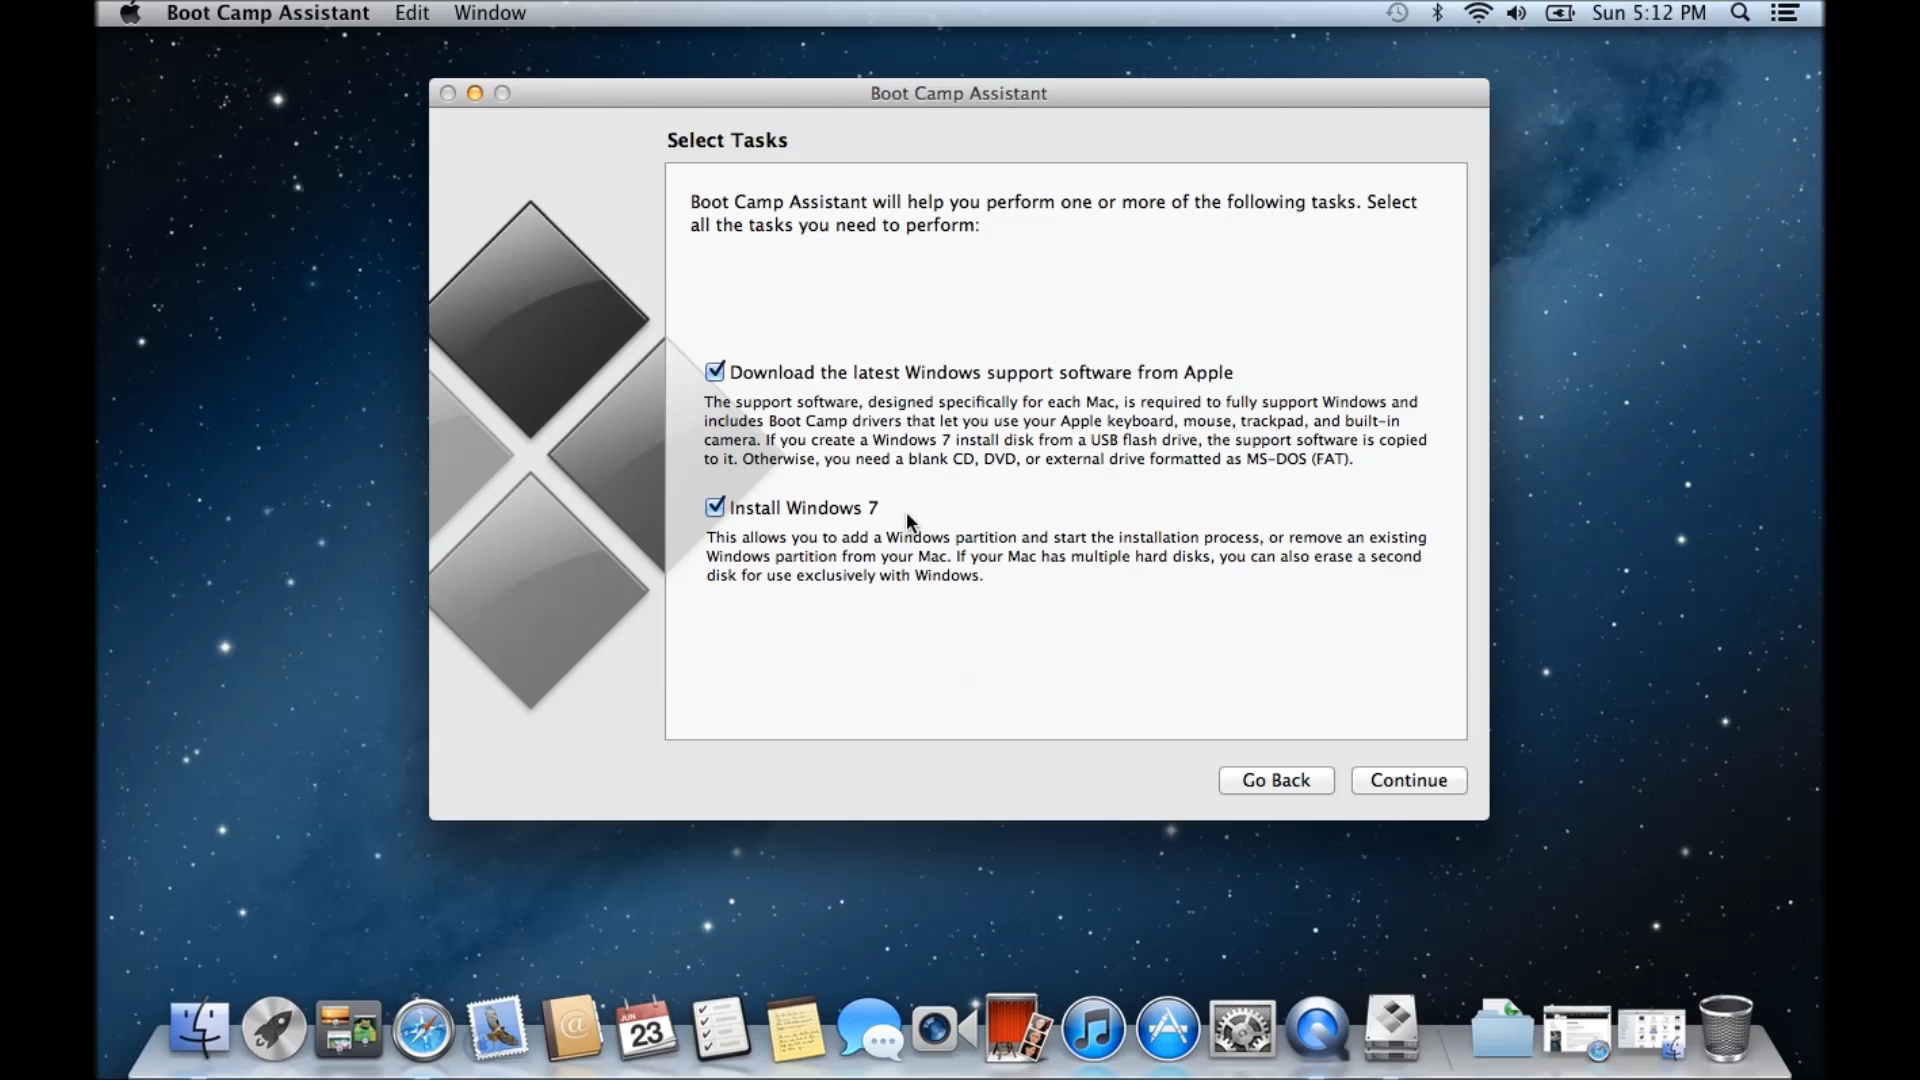 Boot Camp Assistant Edit Window Sun 5:12 PM
Boot Camp Assistant
Select Tasks
Boot Camp Assistant will help you perform one or more of the following tasks. Select
all the tasks you need to perform:
Download the latest Windows support software from Apple
The support software, designed specifically for each Mac, is required to fully support Windows and
includes Boot Camp drivers that let you use your Apple keyboard, mouse, trackpad, and built-in
camera. If you create a Windows 7 install disk from a USB flash drive, the support software is copied
to it. Otherwise, you need a blank CD, DVD, or external drive formatted as MS-DOS (FAT).
Install Windows 7
This allows you to add a Windows partition and start the installation process, or remove an existing
Windows partition from your Mac. If your Mac has multiple hard disks, you can also erase a second
disk for use exclusively with Windows.
Go Back Continue
@
JUN
23